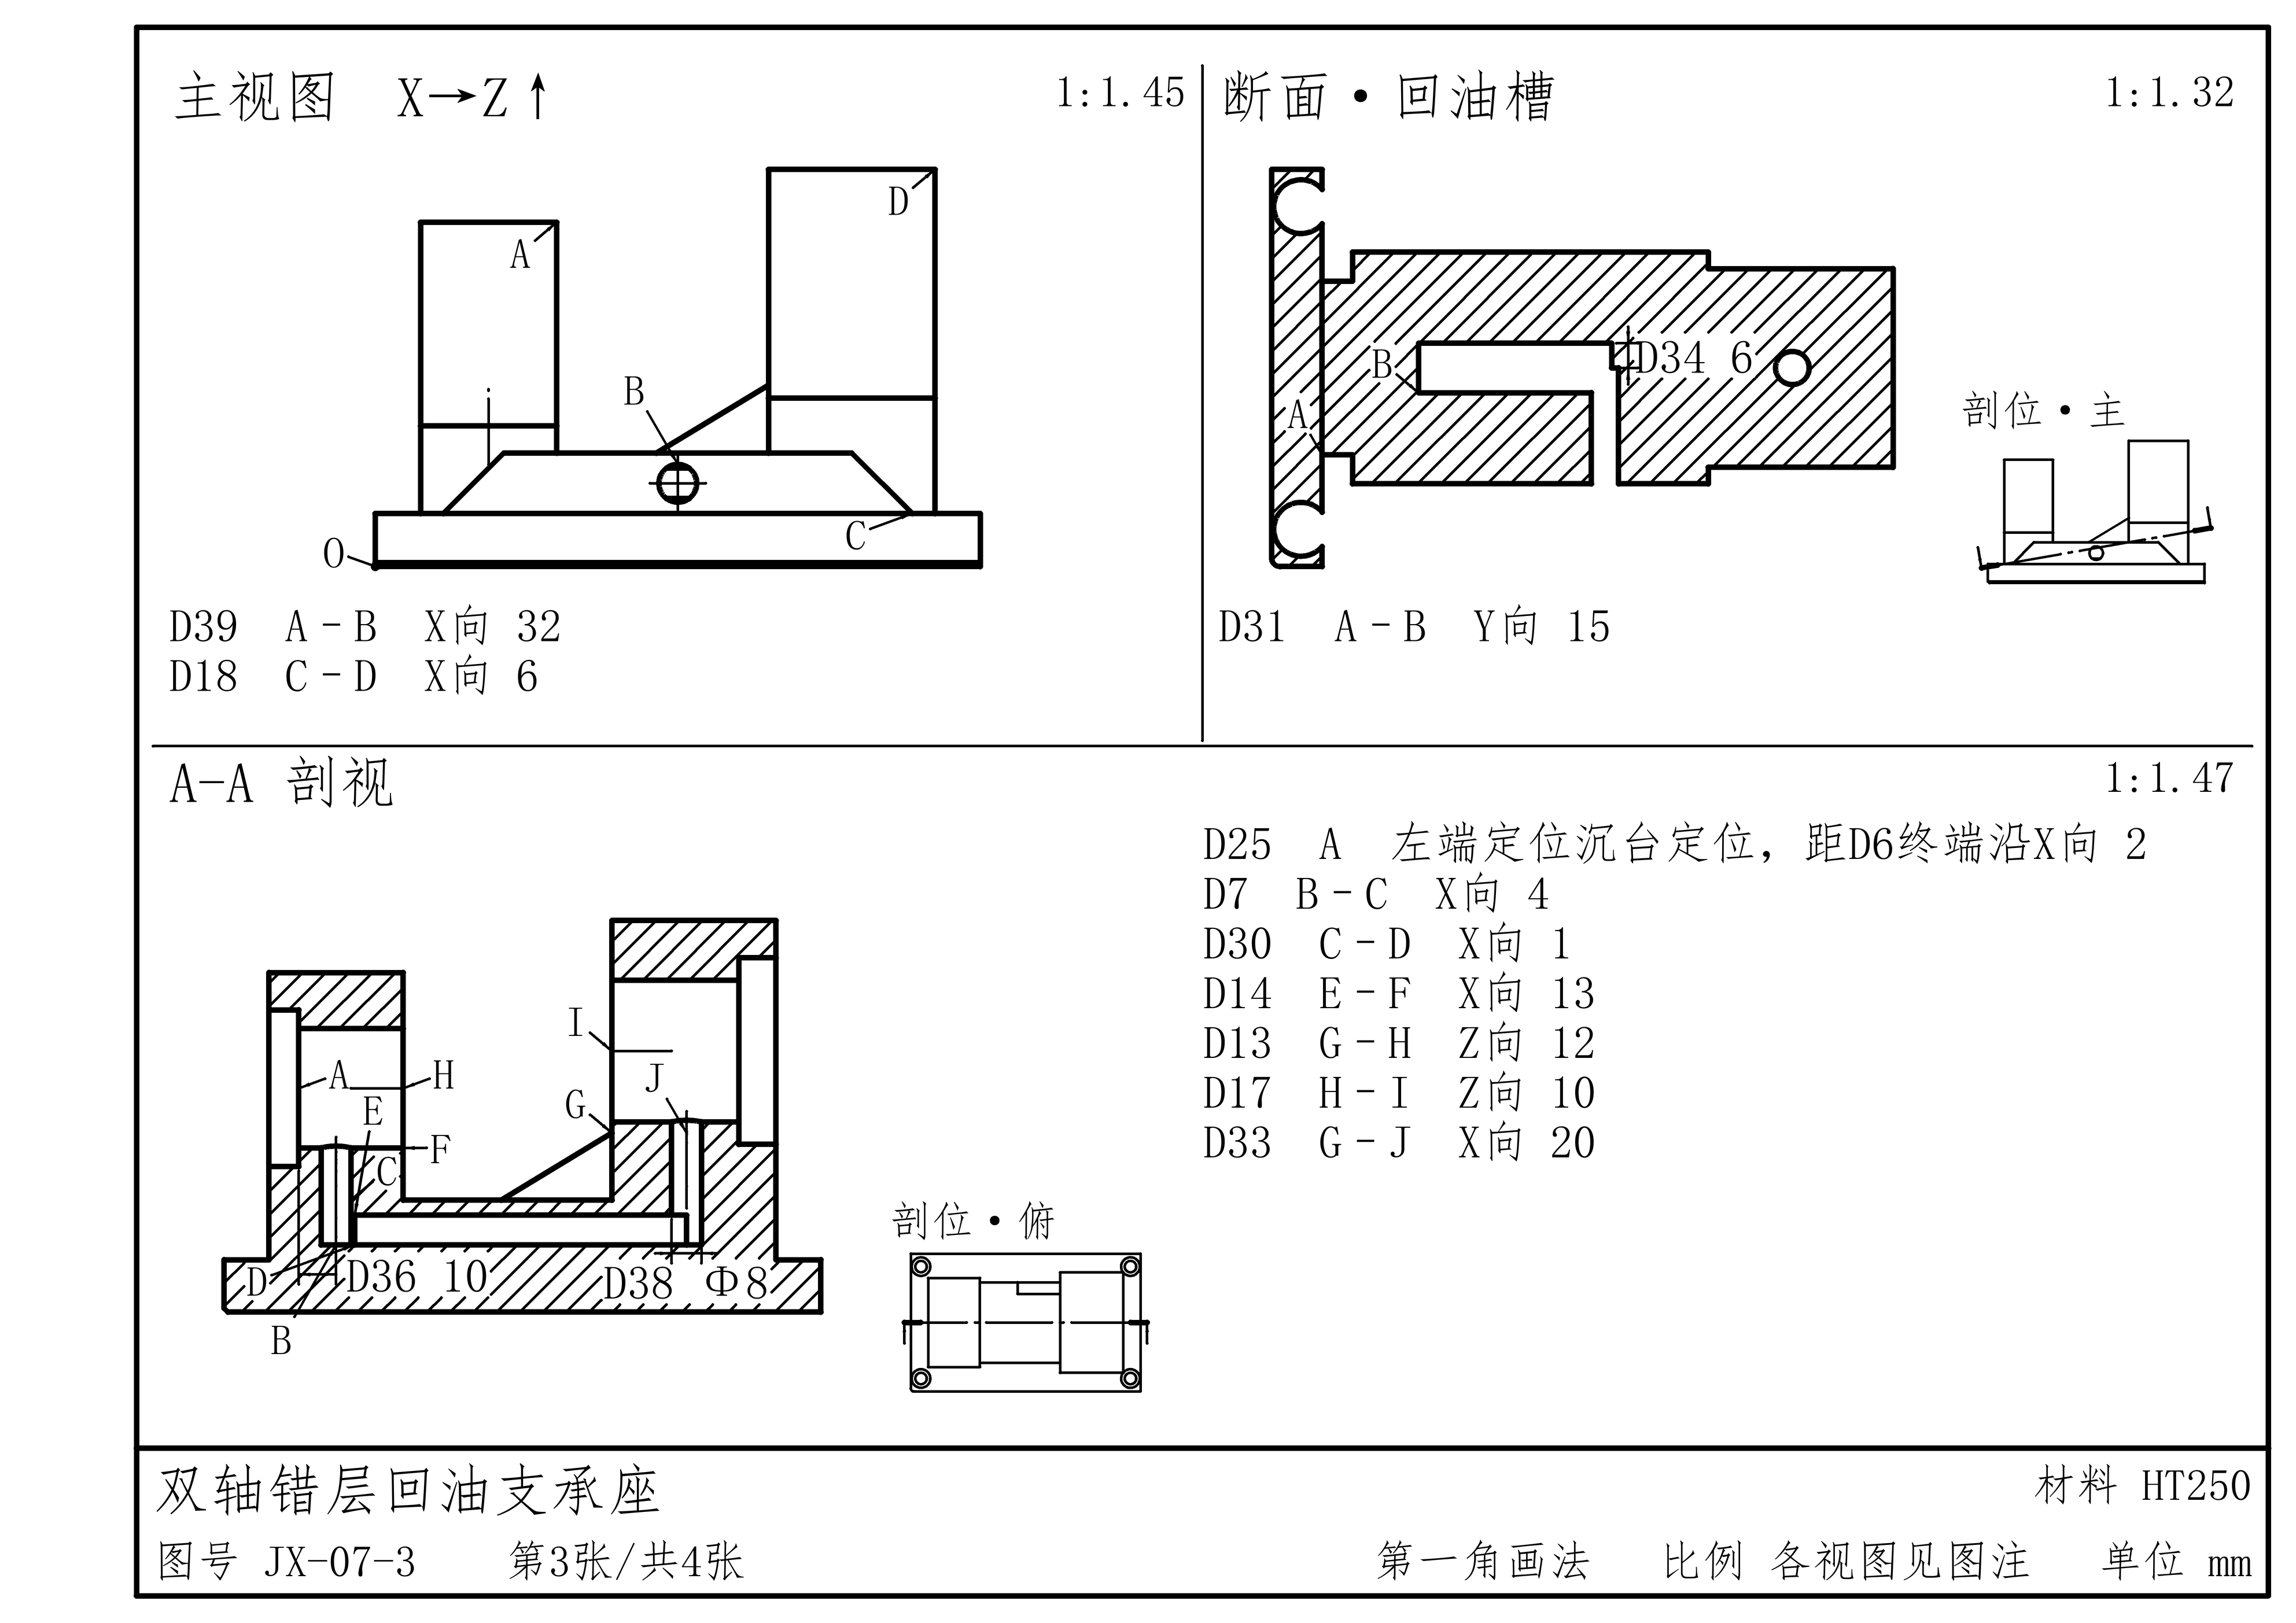 主视图 X→Z↑ 1:1.45
D
A
B
C
O
D39 A-B X向 32
D18 C-D X向 6
断面·回油槽 1:1.32
B
D34 6
A
剖位·主
D31 A-B Y向 15
A-A 剖视 1:1.47
D25 A 左端定位沉台定位，距D6终端沿X向 2
D7 B-C X向 4
D30 C-D X向 1
D14 E-F X向 13
D13 G-H Z向 12
D17 H-I Z向 10
D33 G-J X向 20
I
A
H
J
E
G
F
C
D
D36 10
D38 Φ8
B
剖位·俯
双轴错层回油支承座 材料 HT250
图号 JX-07-3 第3张/共4张 第一角画法 比例 各视图见图注 单位 mm